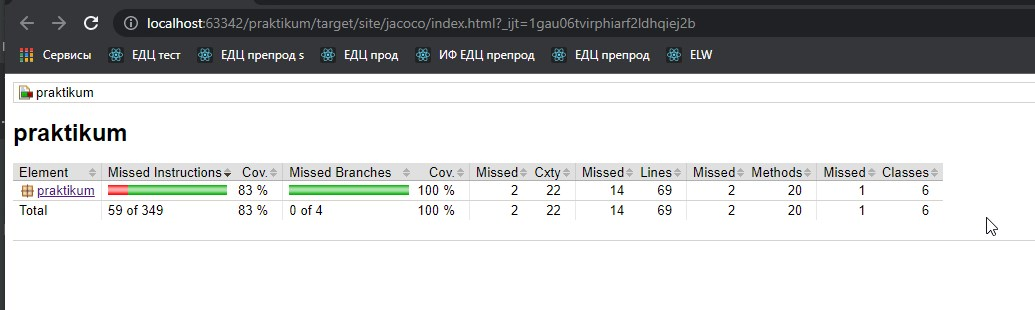 localhost:63342/praktikum/target/site/jacoco/index.html?_ijt=1gau06tvirphiarf2ldhqiej2b
Сервисы ЕДЦ тест ЕДЦ препрод s ЕДЦ прод ИФ ЕДЦ препрод ЕДЦ препрод ELW
praktikum
praktikum
Element Missed Instructions Cov. Missed Branches Cov. Missed Cxty Missed Lines Missed Methods Missed Classes
praktikum 83 % 100 % 2 22 14 69 2 20 1 6
Total 59 of 349 83 % 0 of 4 100 % 2 22 14 69 2 20 1 6